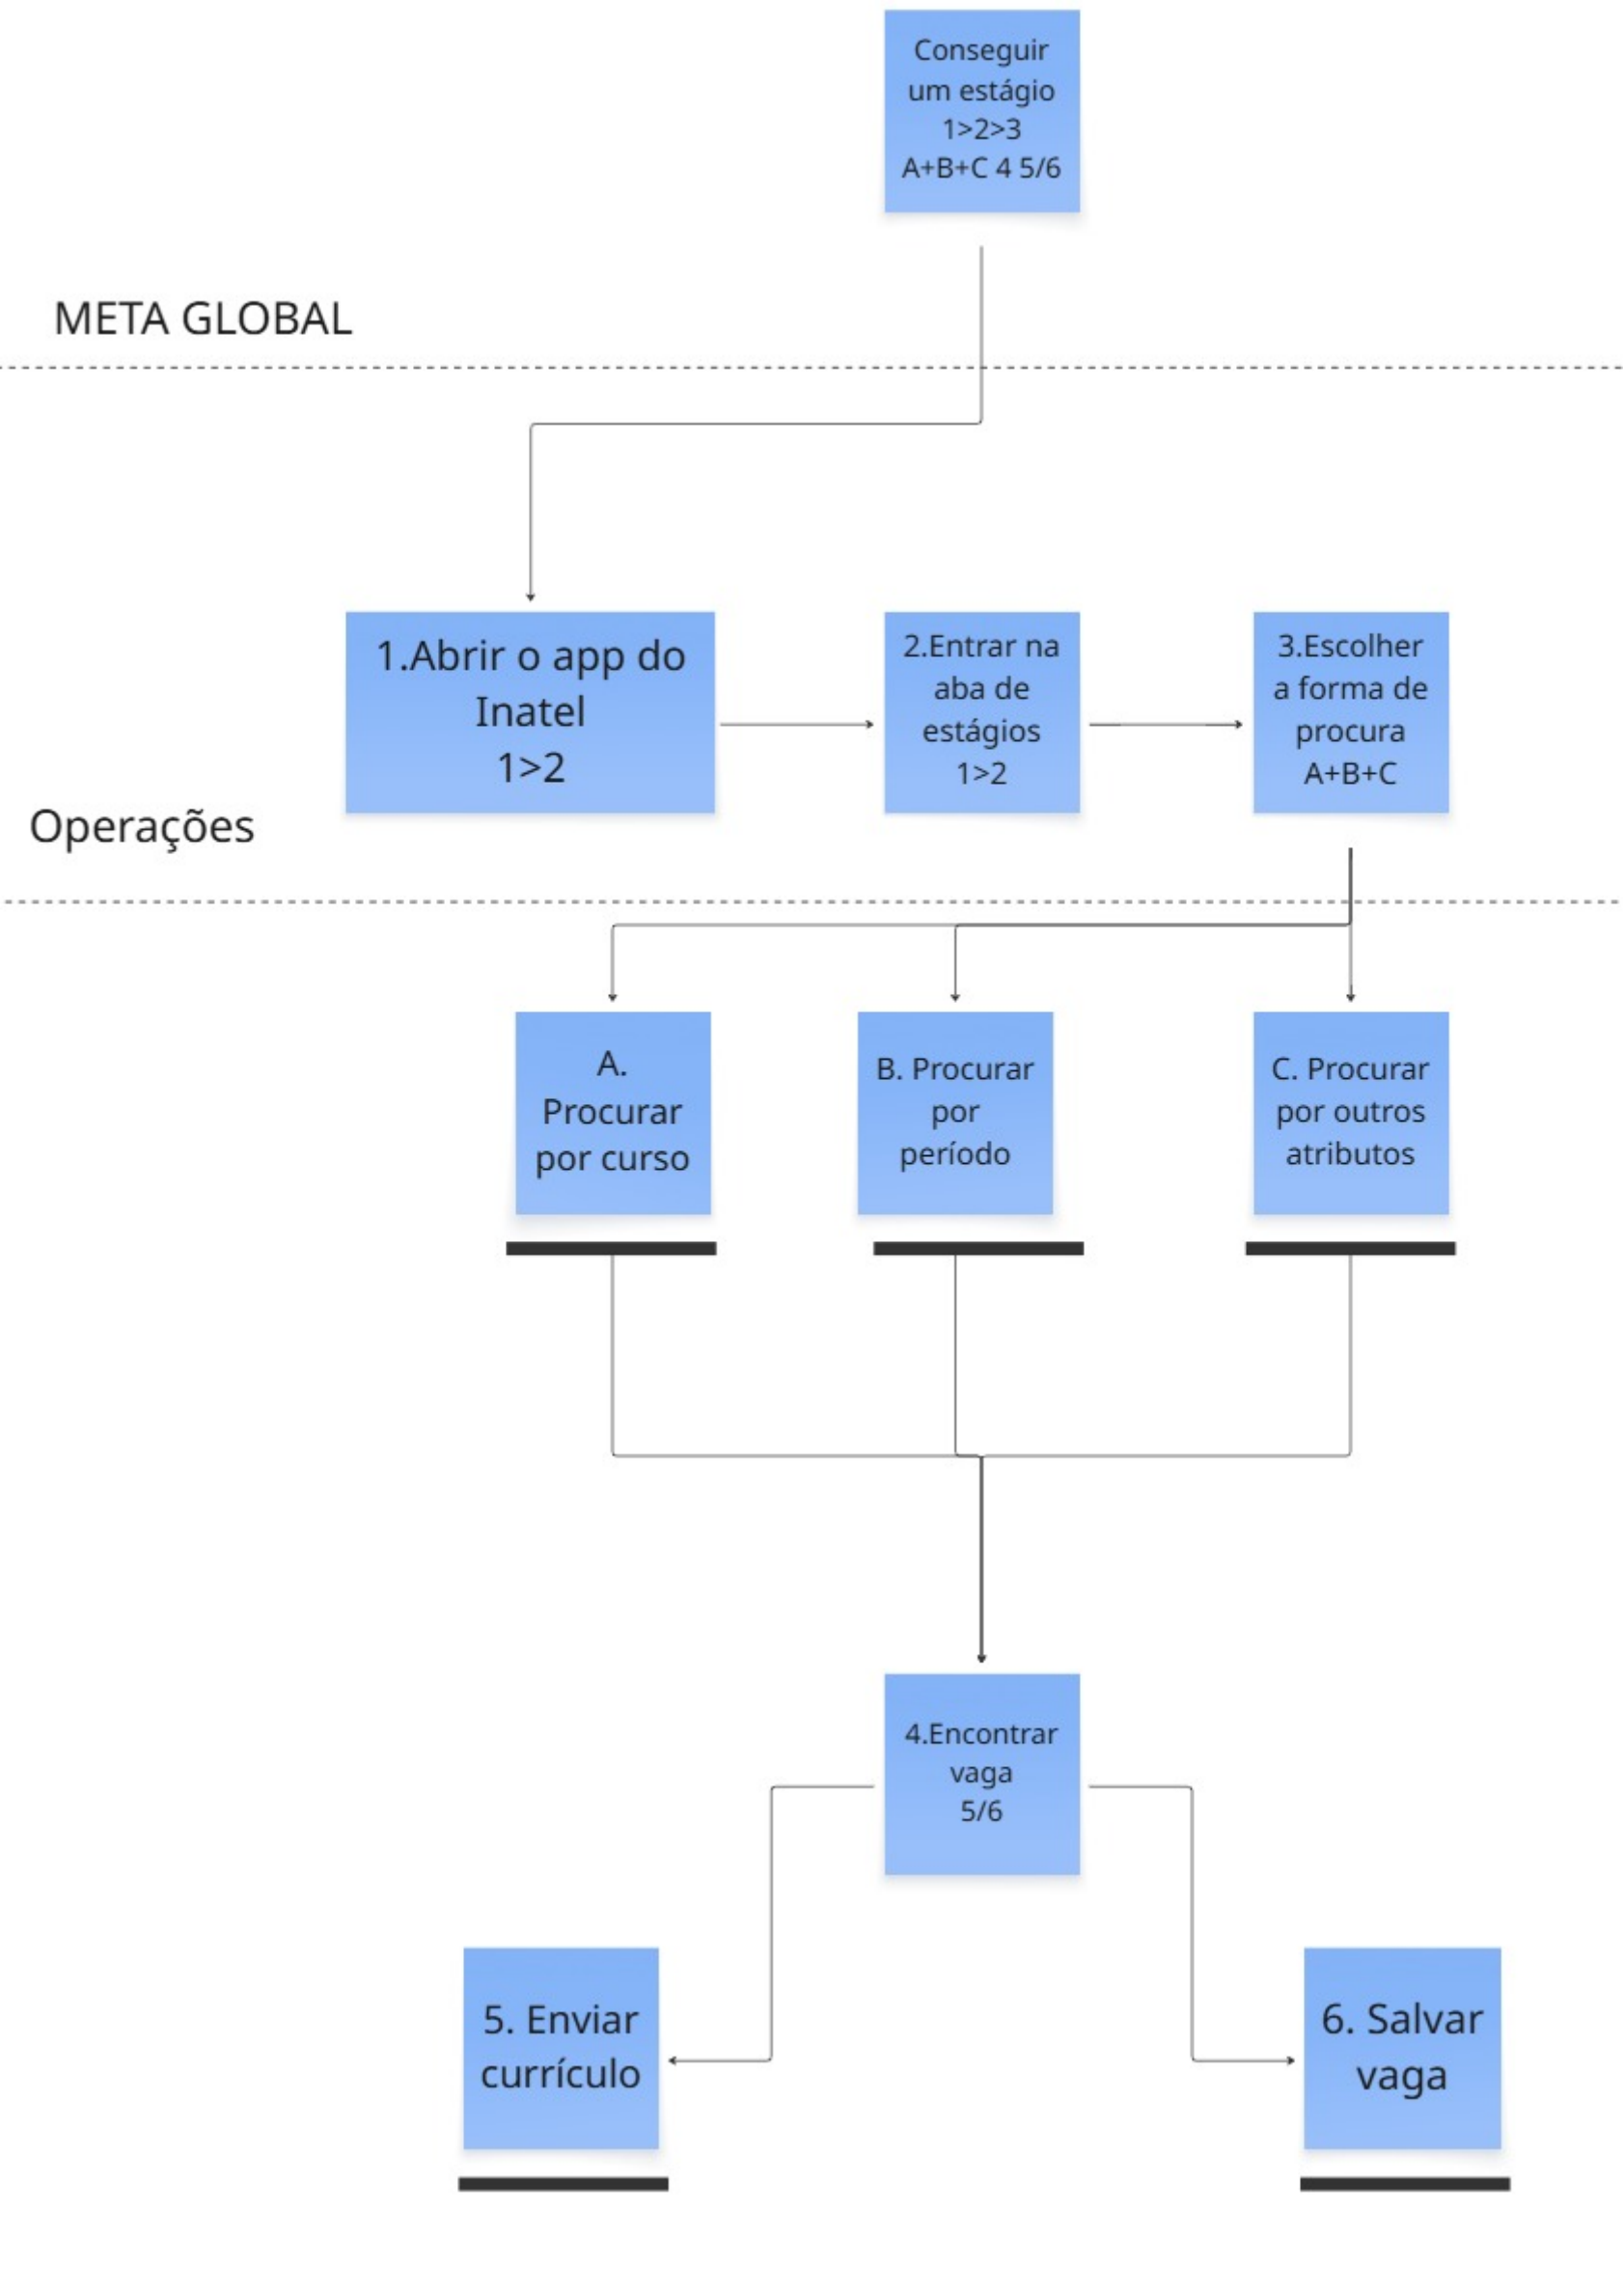 Conseguir
um estágio
1>2>3
A+B+C 4 5/6
META GLOBAL
1.Abrir o app do
Inatel
1>2
2.Entrar na
aba de
estágios
1>2
3.Escolher
a forma de
procura
A+B+C
Operações
A.
Procurar
por curso
B. Procurar
por
período
C. Procurar
por outros
atributos
4.Encontrar
vaga
5/6
5. Enviar
currículo
6. Salvar
vaga